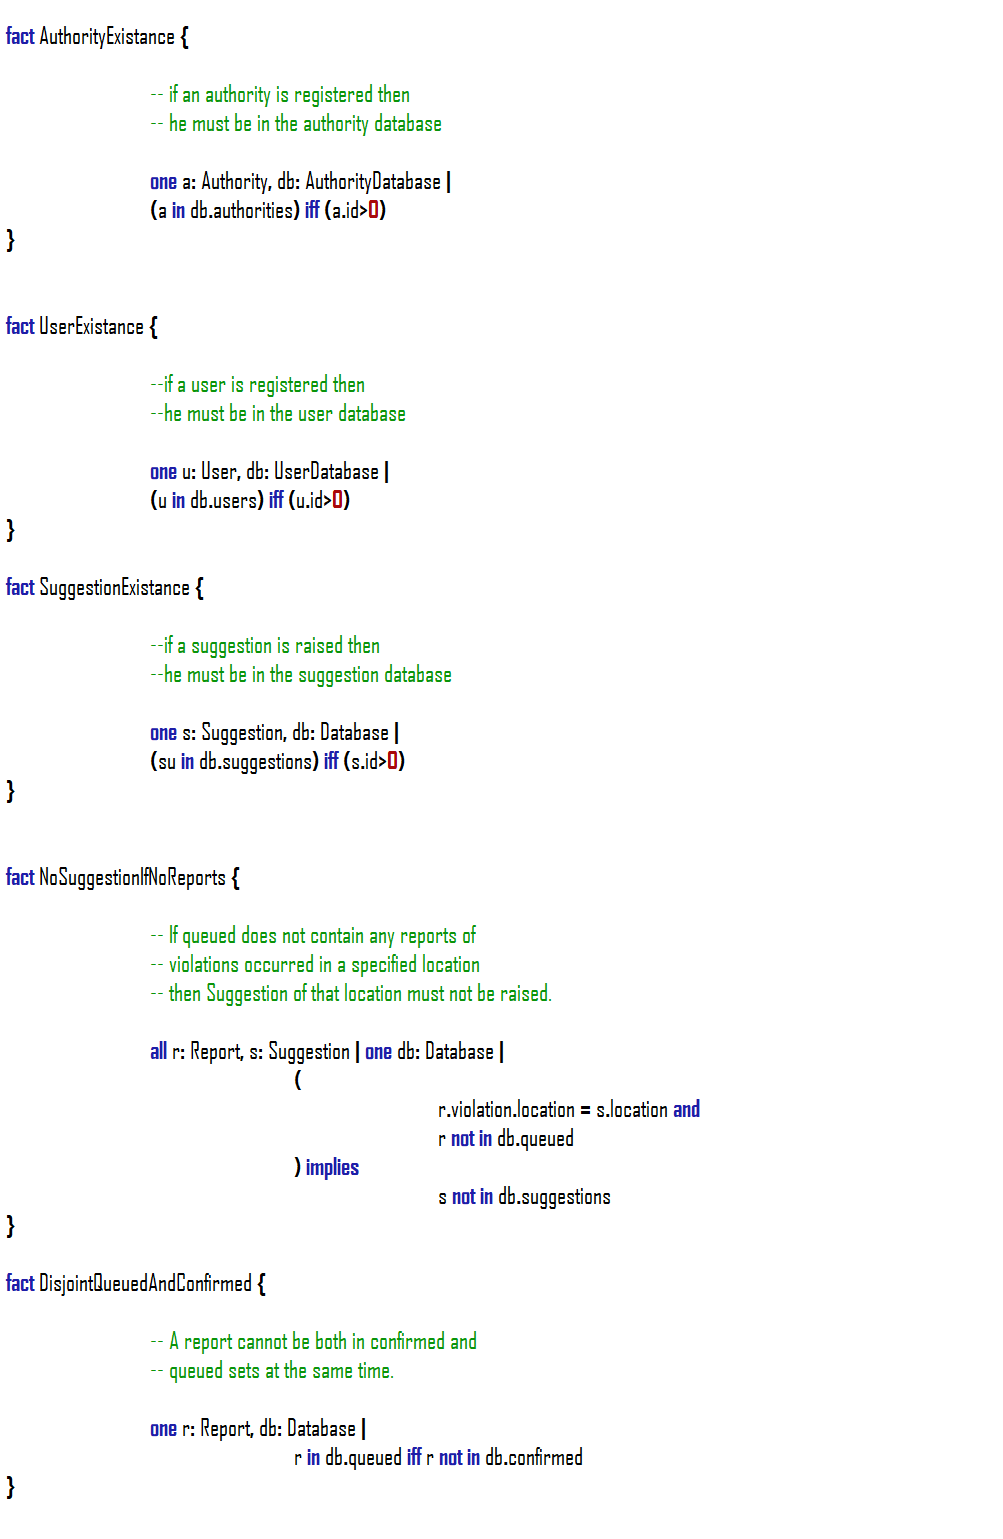 fact AuthorityExistance {
-- if an authority is registered then
-- he must be in the authority database
one a: Authority, db: AuthorityDatabase |
(a in db.authorities) iff (a.id>0)
}
fact UserExistance {
--if a user is registered then
--he must be in the user database
one u: User, db: UserDatabase |
(u in db.users) iff (u.id>0)
}
fact SuggestionExistance {
--if a suggestion is raised then
--he must be in the suggestion database
one s: Suggestion, db: Database |
(su in db.suggestions) iff (s.id>0)
}
fact NoSuggestionIfNoReports {
-- If queued does not contain any reports of
-- violations occurred in a specified location
-- then Suggestion of that location must not be raised.
all r: Report, s: Suggestion | one db: Database |
(
r.violation.location = s.location and
r not in db.queued
) implies
s not in db.suggestions
}
fact DisjointQueuedAndConfirmed {
-- A report cannot be both in confirmed and
-- queued sets at the same time.
one r: Report, db: Database |
r in db.queued iff r not in db.confirmed
}